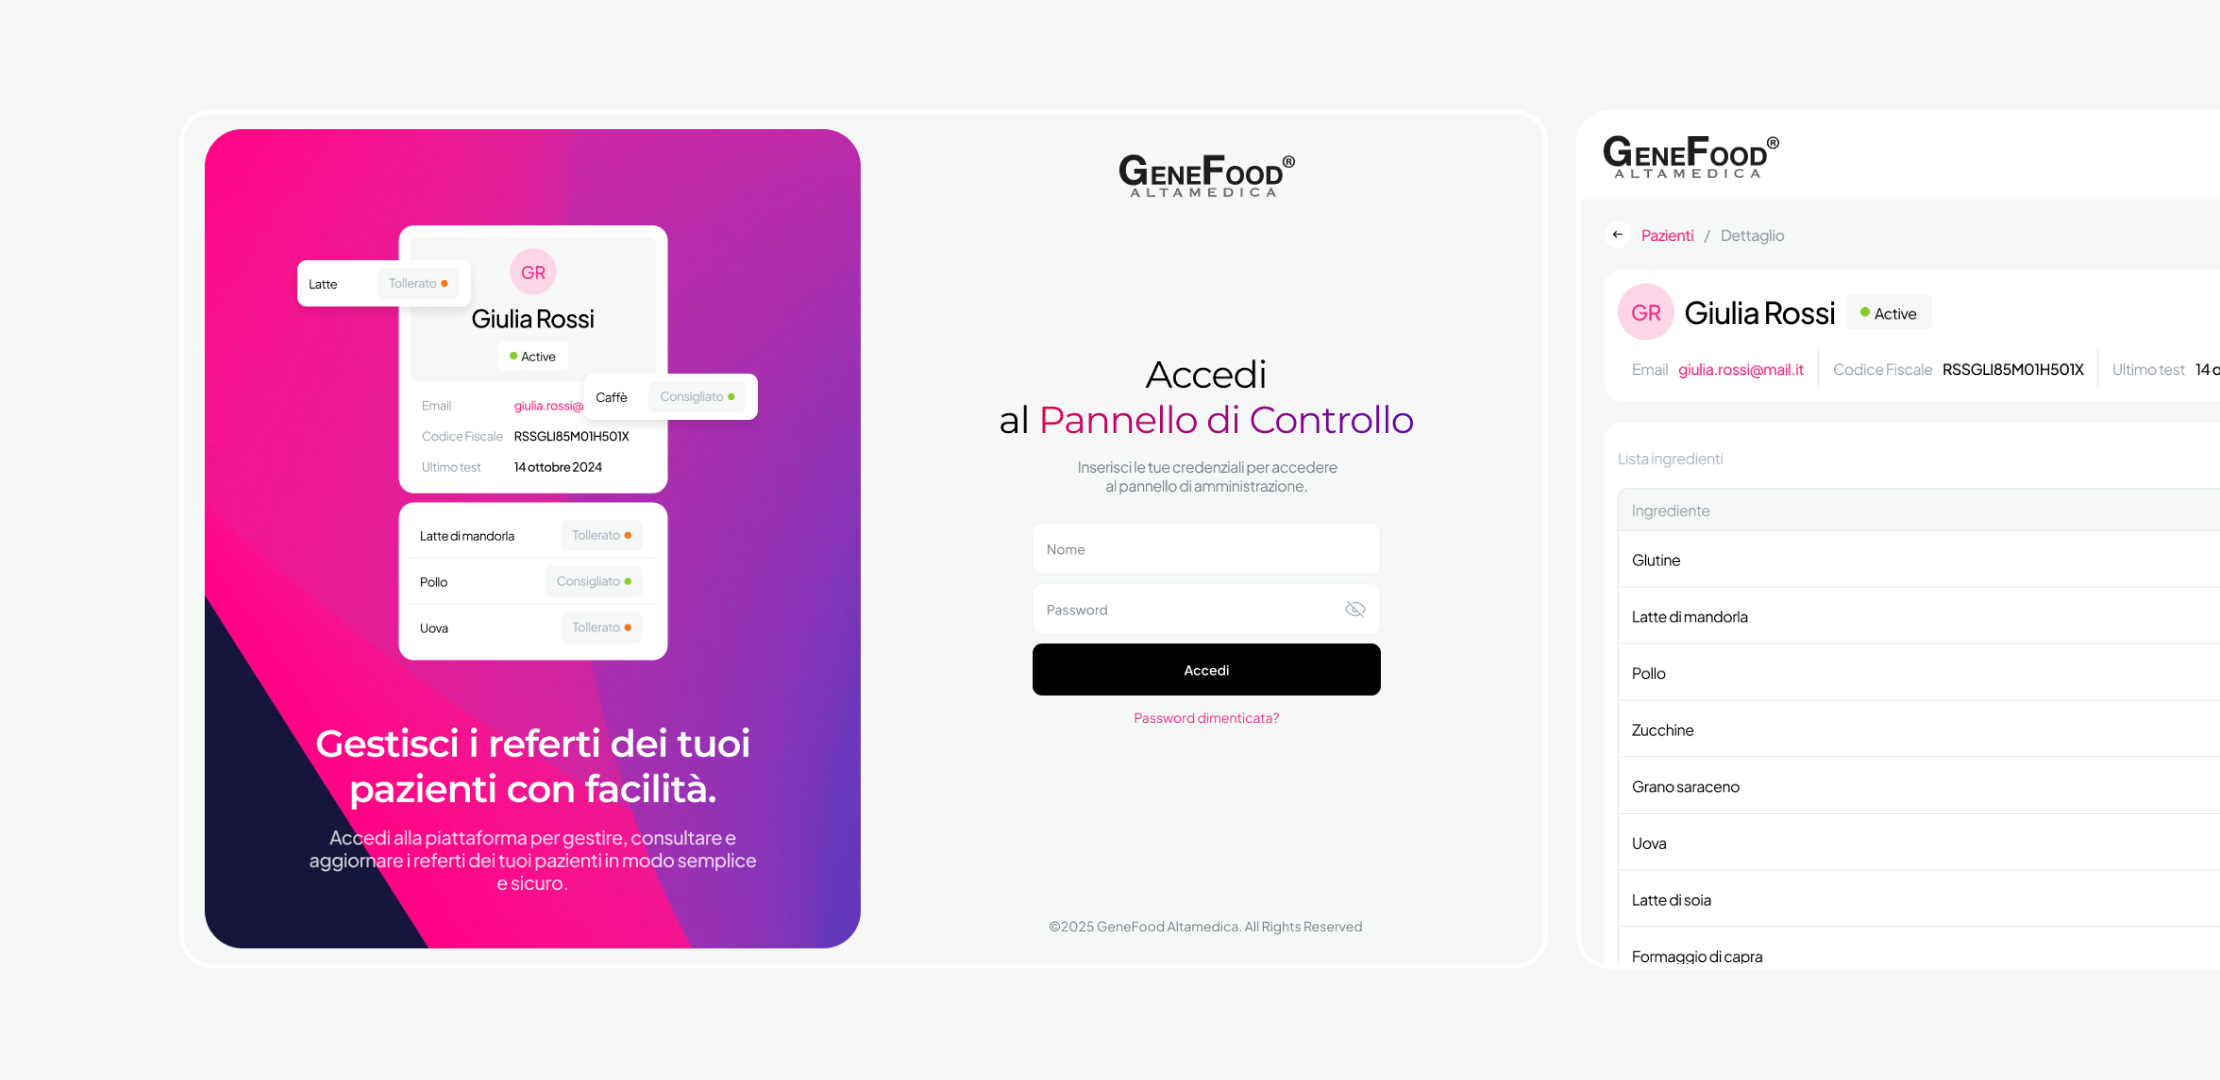 Latte Tollerato
GR
Giulia Rossi
Active
Caffè Consigliato
Email giulia.rossi@
Codice Fiscale RSSGLI85M01H501X
Ultimo test 14 ottobre 2024
Latte di mandorla Tollerato
Pollo Consigliato
Uova Tollerato
Gestisci i referti dei tuoi
pazienti con facilità.
Accedi alla piattaforma per gestire, consultare e
aggiornare i referti dei tuoi pazienti in modo semplice
e sicuro.
GENEFOOD®
ALTAMEDICA
Accedi
al Pannello di Controllo
Inserisci le tue credenziali per accedere
al pannello di amministrazione.
Nome
Password
Accedi
Password dimenticata?
©2025 GeneFood Altamedica. All Rights Reserved
GENEFOOD®
ALTAMEDICA
Pazienti / Dettaglio
GR Giulia Rossi Active
Email giulia.rossi@mail.it Codice Fiscale RSSGLI85M01H501X Ultimo test 14 o
Lista ingredienti
Ingrediente
Glutine
Latte di mandorla
Pollo
Zucchine
Grano saraceno
Uova
Latte di soia
Formaggio di capra